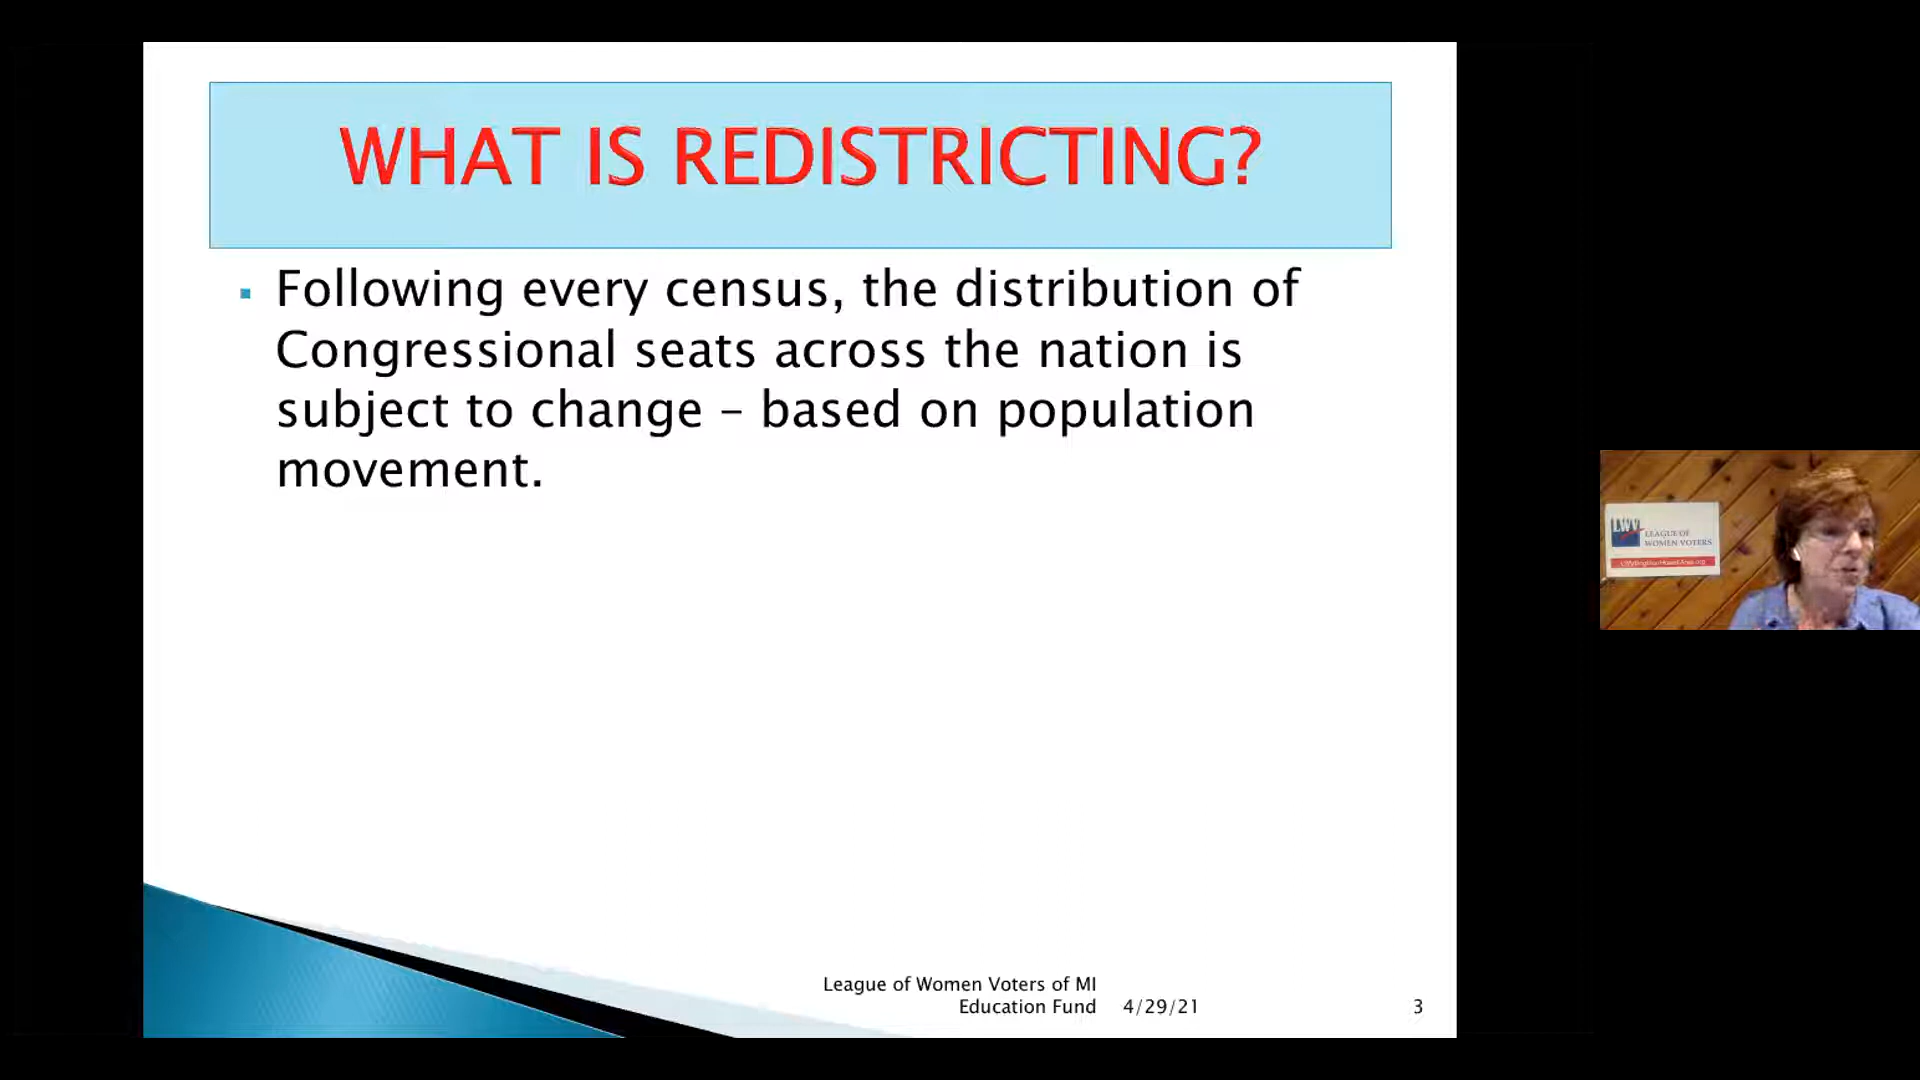 WHAT IS REDISTRICTING?
▪ Following every census, the distribution of
Congressional seats across the nation is
subject to change – based on population
movement.
LWV
LEAGUE OF
WOMEN VOTERS
League of Women Voters of MI
Education Fund 4/29/21 3